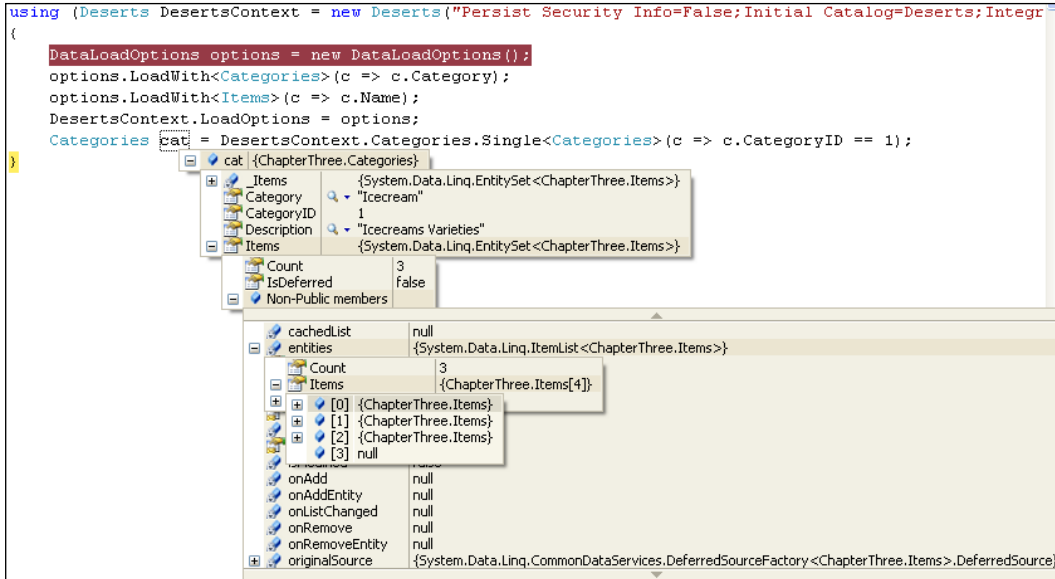 using (Deserts DesertsContext = new Deserts("Persist Security Info=False;Initial Catalog=Deserts;Integr
{
DataLoadOptions options = new DataLoadOptions();
options.LoadWith<Categories>(c => c.Category);
options.LoadWith<Items>(c => c.Name);
DesertsContext.LoadOptions = options;
Categories cat = DesertsContext.Categories.Single<Categories>(c => c.CategoryID == 1);
}
cat {ChapterThree.Categories}
_Items {System.Data.Linq.EntitySet<ChapterThree.Items>}
Category "Icecream"
CategoryID 1
Description "Icecreams Varieties"
Items {System.Data.Linq.EntitySet<ChapterThree.Items>}
Count 3
IsDeferred false
Non-Public members
cachedList null
entities {System.Data.Linq.ItemList<ChapterThree.Items>}
Count 3
Items {ChapterThree.Items[4]}
[0] {ChapterThree.Items}
[1] {ChapterThree.Items}
[2] {ChapterThree.Items}
[3] null
onAdd null
onAddEntity null
onListChanged null
onRemove null
onRemoveEntity null
originalSource {System.Data.Linq.CommonDataServices.DeferredSourceFactory<ChapterThree.Items>.DeferredSource}